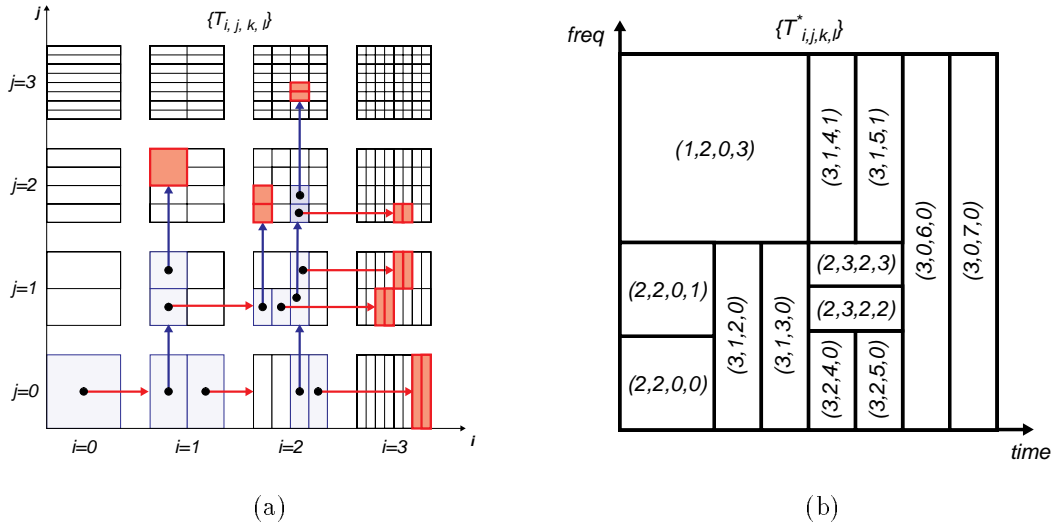 j
{T i, j, k, l}
j=3
j=2
j=1
j=0
i=0 i=1 i=2 i=3
i
(a)
{T*i,j,k,l}
freq
(1,2,0,3)
(3,1,4,1)
(3,1,5,1)
(3,0,6,0)
(3,0,7,0)
(2,2,0,1)
(3,1,2,0)
(3,1,3,0)
(2,3,2,3)
(2,3,2,2)
(2,2,0,0)
(3,2,4,0)
(3,2,5,0)
time
(b)